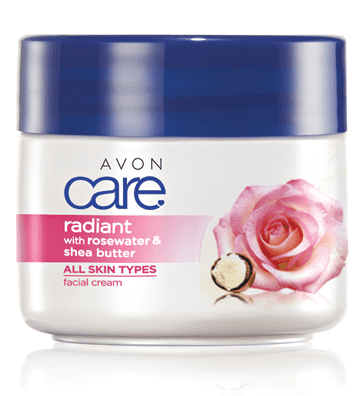 AVON
care
radiant
with rosewater &
shea butter
ALL SKIN TYPES
facial cream